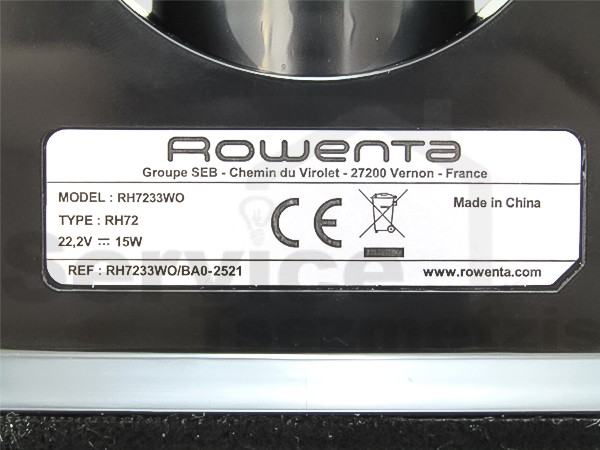 Rowenta
Groupe SEB - Chemin du Virolet - 27200 Vernon - France
MODEL : RH7233WO
Made in China
TYPE : RH72
22,2V ⎓ 15W
REF : RH7233WO/BA0-2521
www.rowenta.com
Service